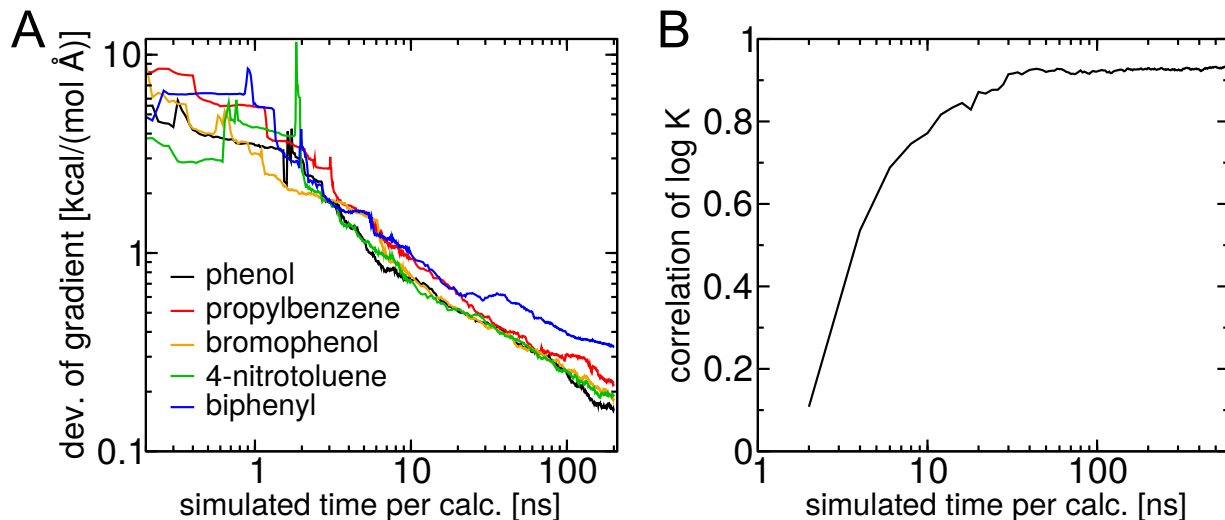 A
dev. of gradient [kcal/(mol Å)]
10
1
0.1
phenol
propylbenzene
bromophenol
4-nitrotoluene
biphenyl
1
10
100
simulated time per calc. [ns]
B
correlation of log K
1
0.8
0.6
0.4
0.2
0
1
10
100
simulated time per calc. [ns]